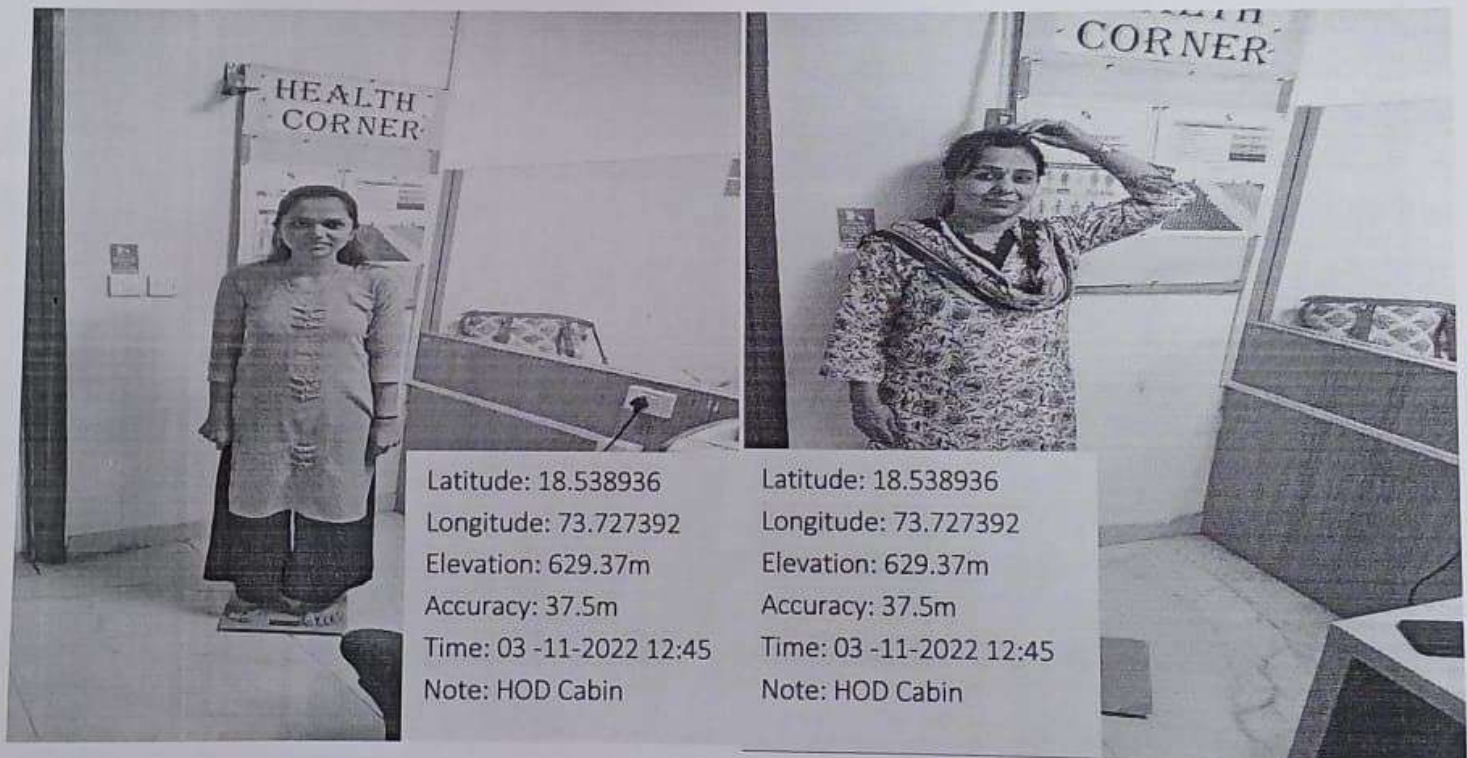 HEALTH
CORNER
CORNER
Latitude: 18.538936
Longitude: 73.727392
Elevation: 629.37m
Accuracy: 37.5m
Time: 03 -11-2022 12:45
Note: HOD Cabin
Latitude: 18.538936
Longitude: 73.727392
Elevation: 629.37m
Accuracy: 37.5m
Time: 03 -11-2022 12:45
Note: HOD Cabin